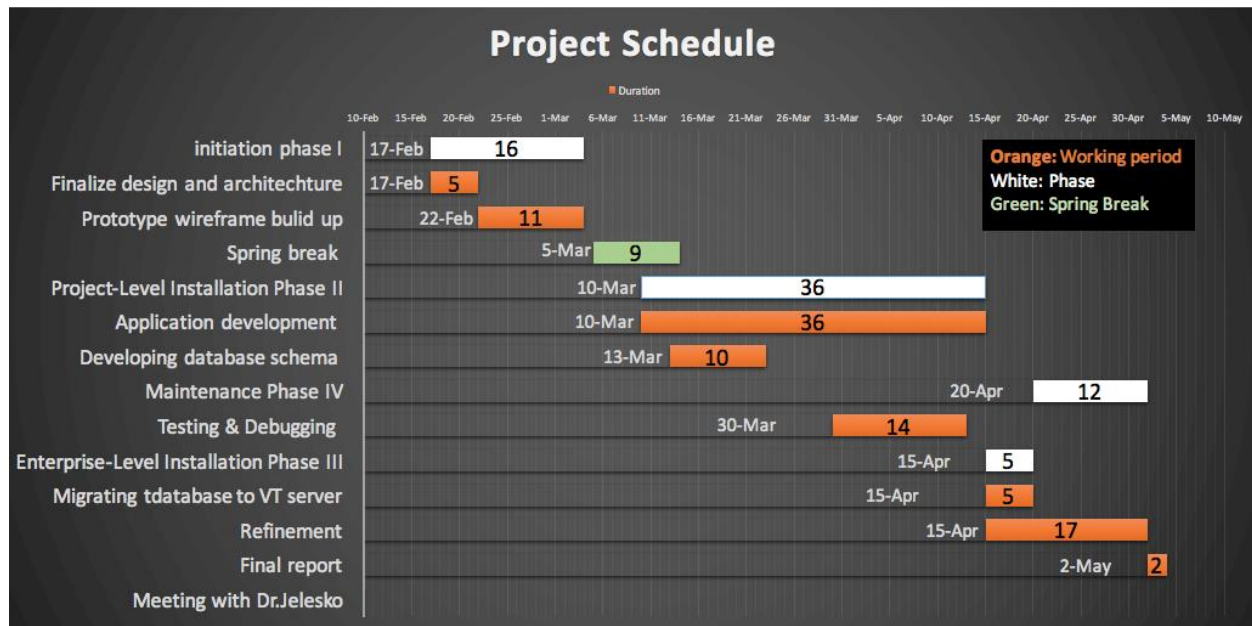 Project Schedule
Duration
10-Feb 15-Feb 20-Feb 25-Feb 1-Mar 6-Mar 11-Mar 16-Mar 21-Mar 26-Mar 31-Mar 5-Apr 10-Apr 15-Apr 20-Apr 25-Apr 30-Apr 5-May 10-May
initiation phase I 17-Feb 16
Orange: Working period
White: Phase
Green: Spring Break
Finalize design and architechture 17-Feb 5
Prototype wireframe bulid up 22-Feb 11
Spring break 5-Mar 9
Project-Level Installation Phase II 10-Mar 36
Application development 10-Mar 36
Developing database schema 13-Mar 10
Maintenance Phase IV 20-Apr 12
Testing & Debugging 30-Mar 14
Enterprise-Level Installation Phase III 15-Apr 5
Migrating tdatabase to VT server 15-Apr 5
Refinement 15-Apr 17
Final report 2-May 2
Meeting with Dr.Jelesko